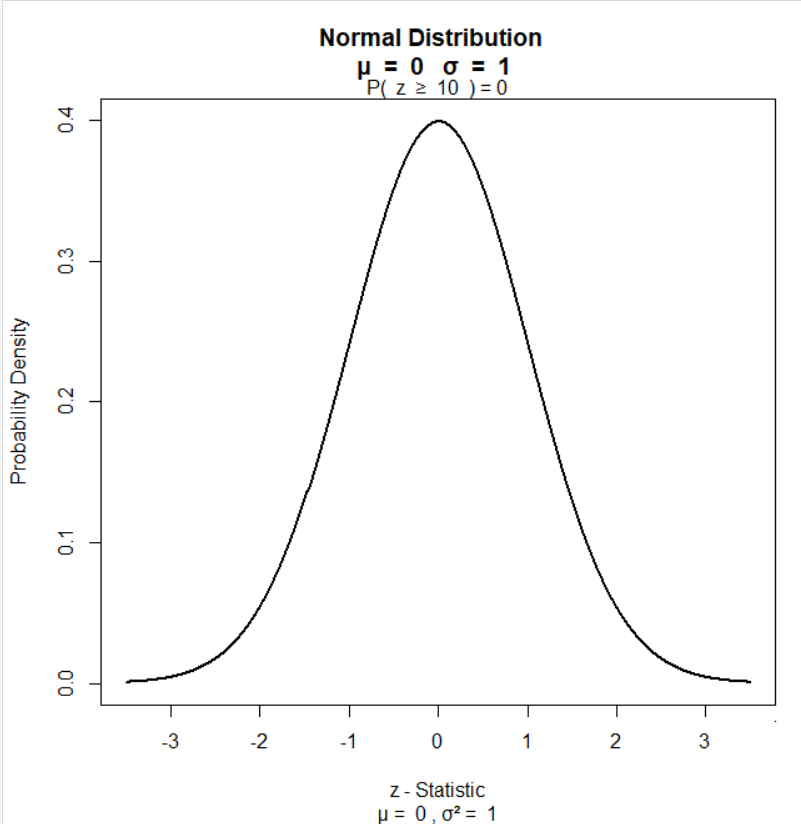 Normal Distribution
μ = 0 σ = 1
P( z ≥ 10 ) = 0
Probability Density
0.4
0.3
0.2
0.1
0.0
-3 -2 -1 0 1 2 3
z - Statistic
μ = 0 , σ² = 1